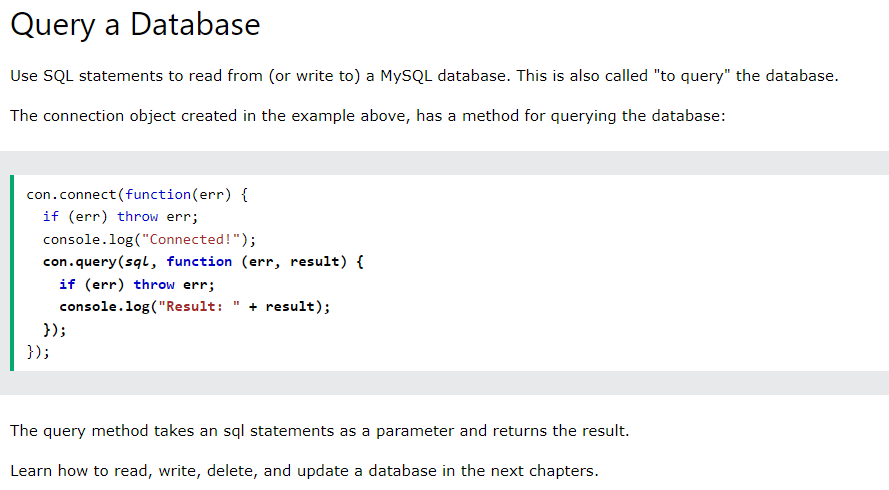 Query a Database
Use SQL statements to read from (or write to) a MySQL database. This is also called "to query" the database.
The connection object created in the example above, has a method for querying the database:
con.connect(function(err) {
  if (err) throw err;
  console.log("Connected!");
  con.query(sql, function (err, result) {
    if (err) throw err;
    console.log("Result: " + result);
  });
});
The query method takes an sql statements as a parameter and returns the result.
Learn how to read, write, delete, and update a database in the next chapters.